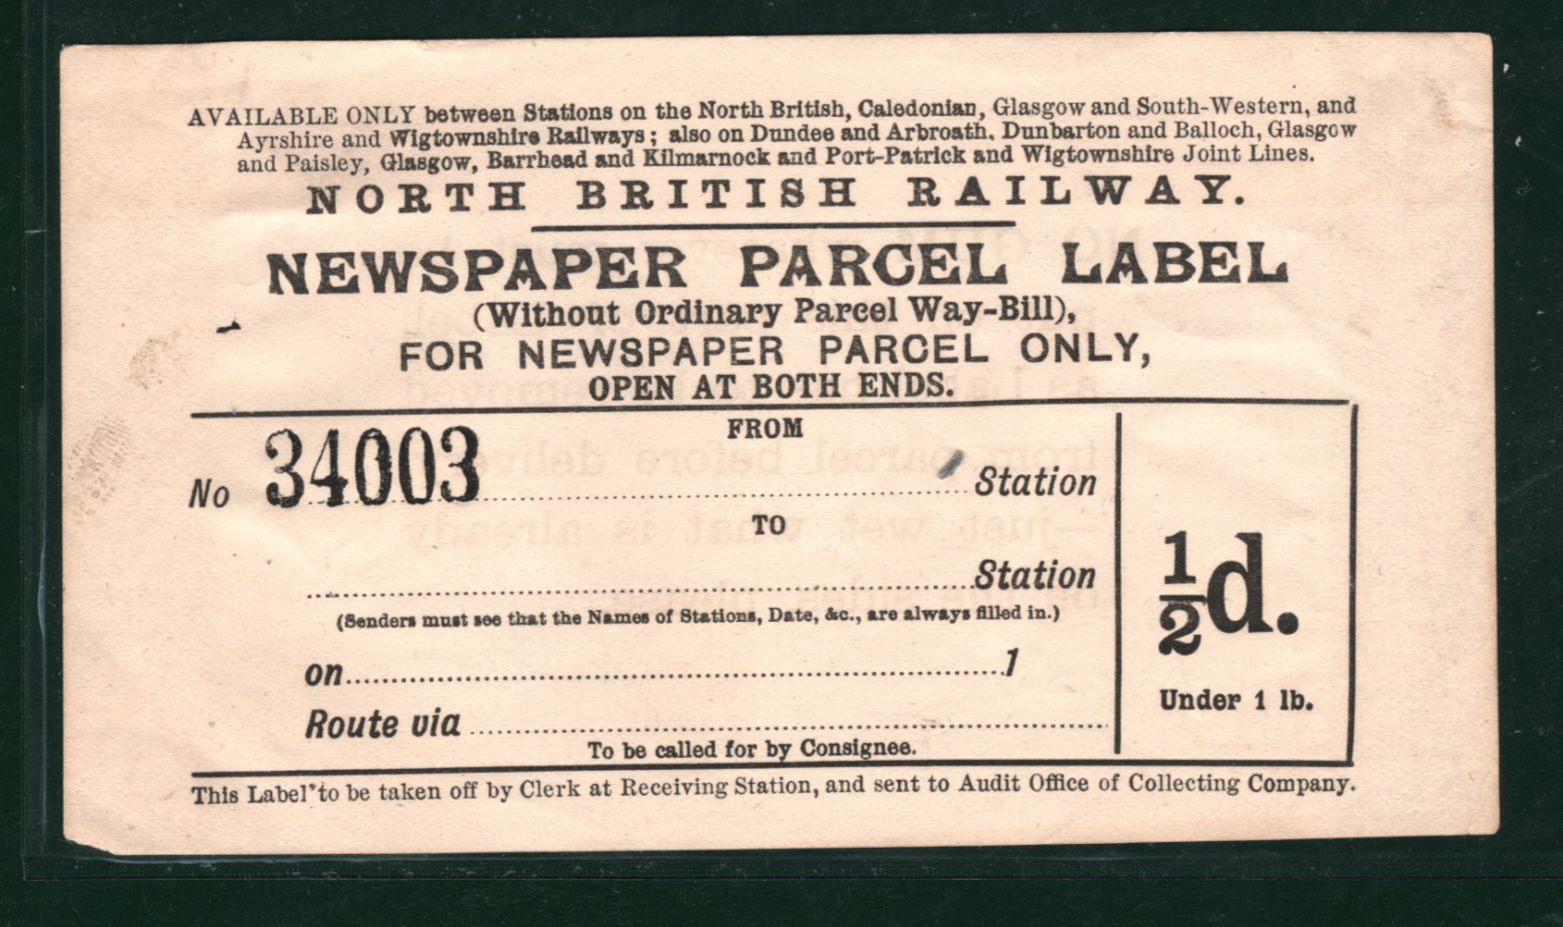 AVAILABLE ONLY between Stations on the North British, Caledonian, Glasgow and South-Western, and
Ayrshire and Wigtownshire Railways; also on Dundee and Arbroath. Dunbarton and Balloch, Glasgow
and Paisley, Glasgow, Barrhead and Kilmarnock and Port-Patrick and Wigtownshire Joint Lines.
NORTH BRITISH RAILWAY.
NEWSPAPER PARCEL LABEL
(Without Ordinary Parcel Way-Bill),
FOR NEWSPAPER PARCEL ONLY,
OPEN AT BOTH ENDS.
FROM
No 34003 Station
TO
Station
(Senders must see that the Names of Stations, Date, &c., are always filled in.)
on 1
Route via
To be called for by Consignee.
½d.
Under 1 lb.
This Label to be taken off by Clerk at Receiving Station, and sent to Audit Office of Collecting Company.